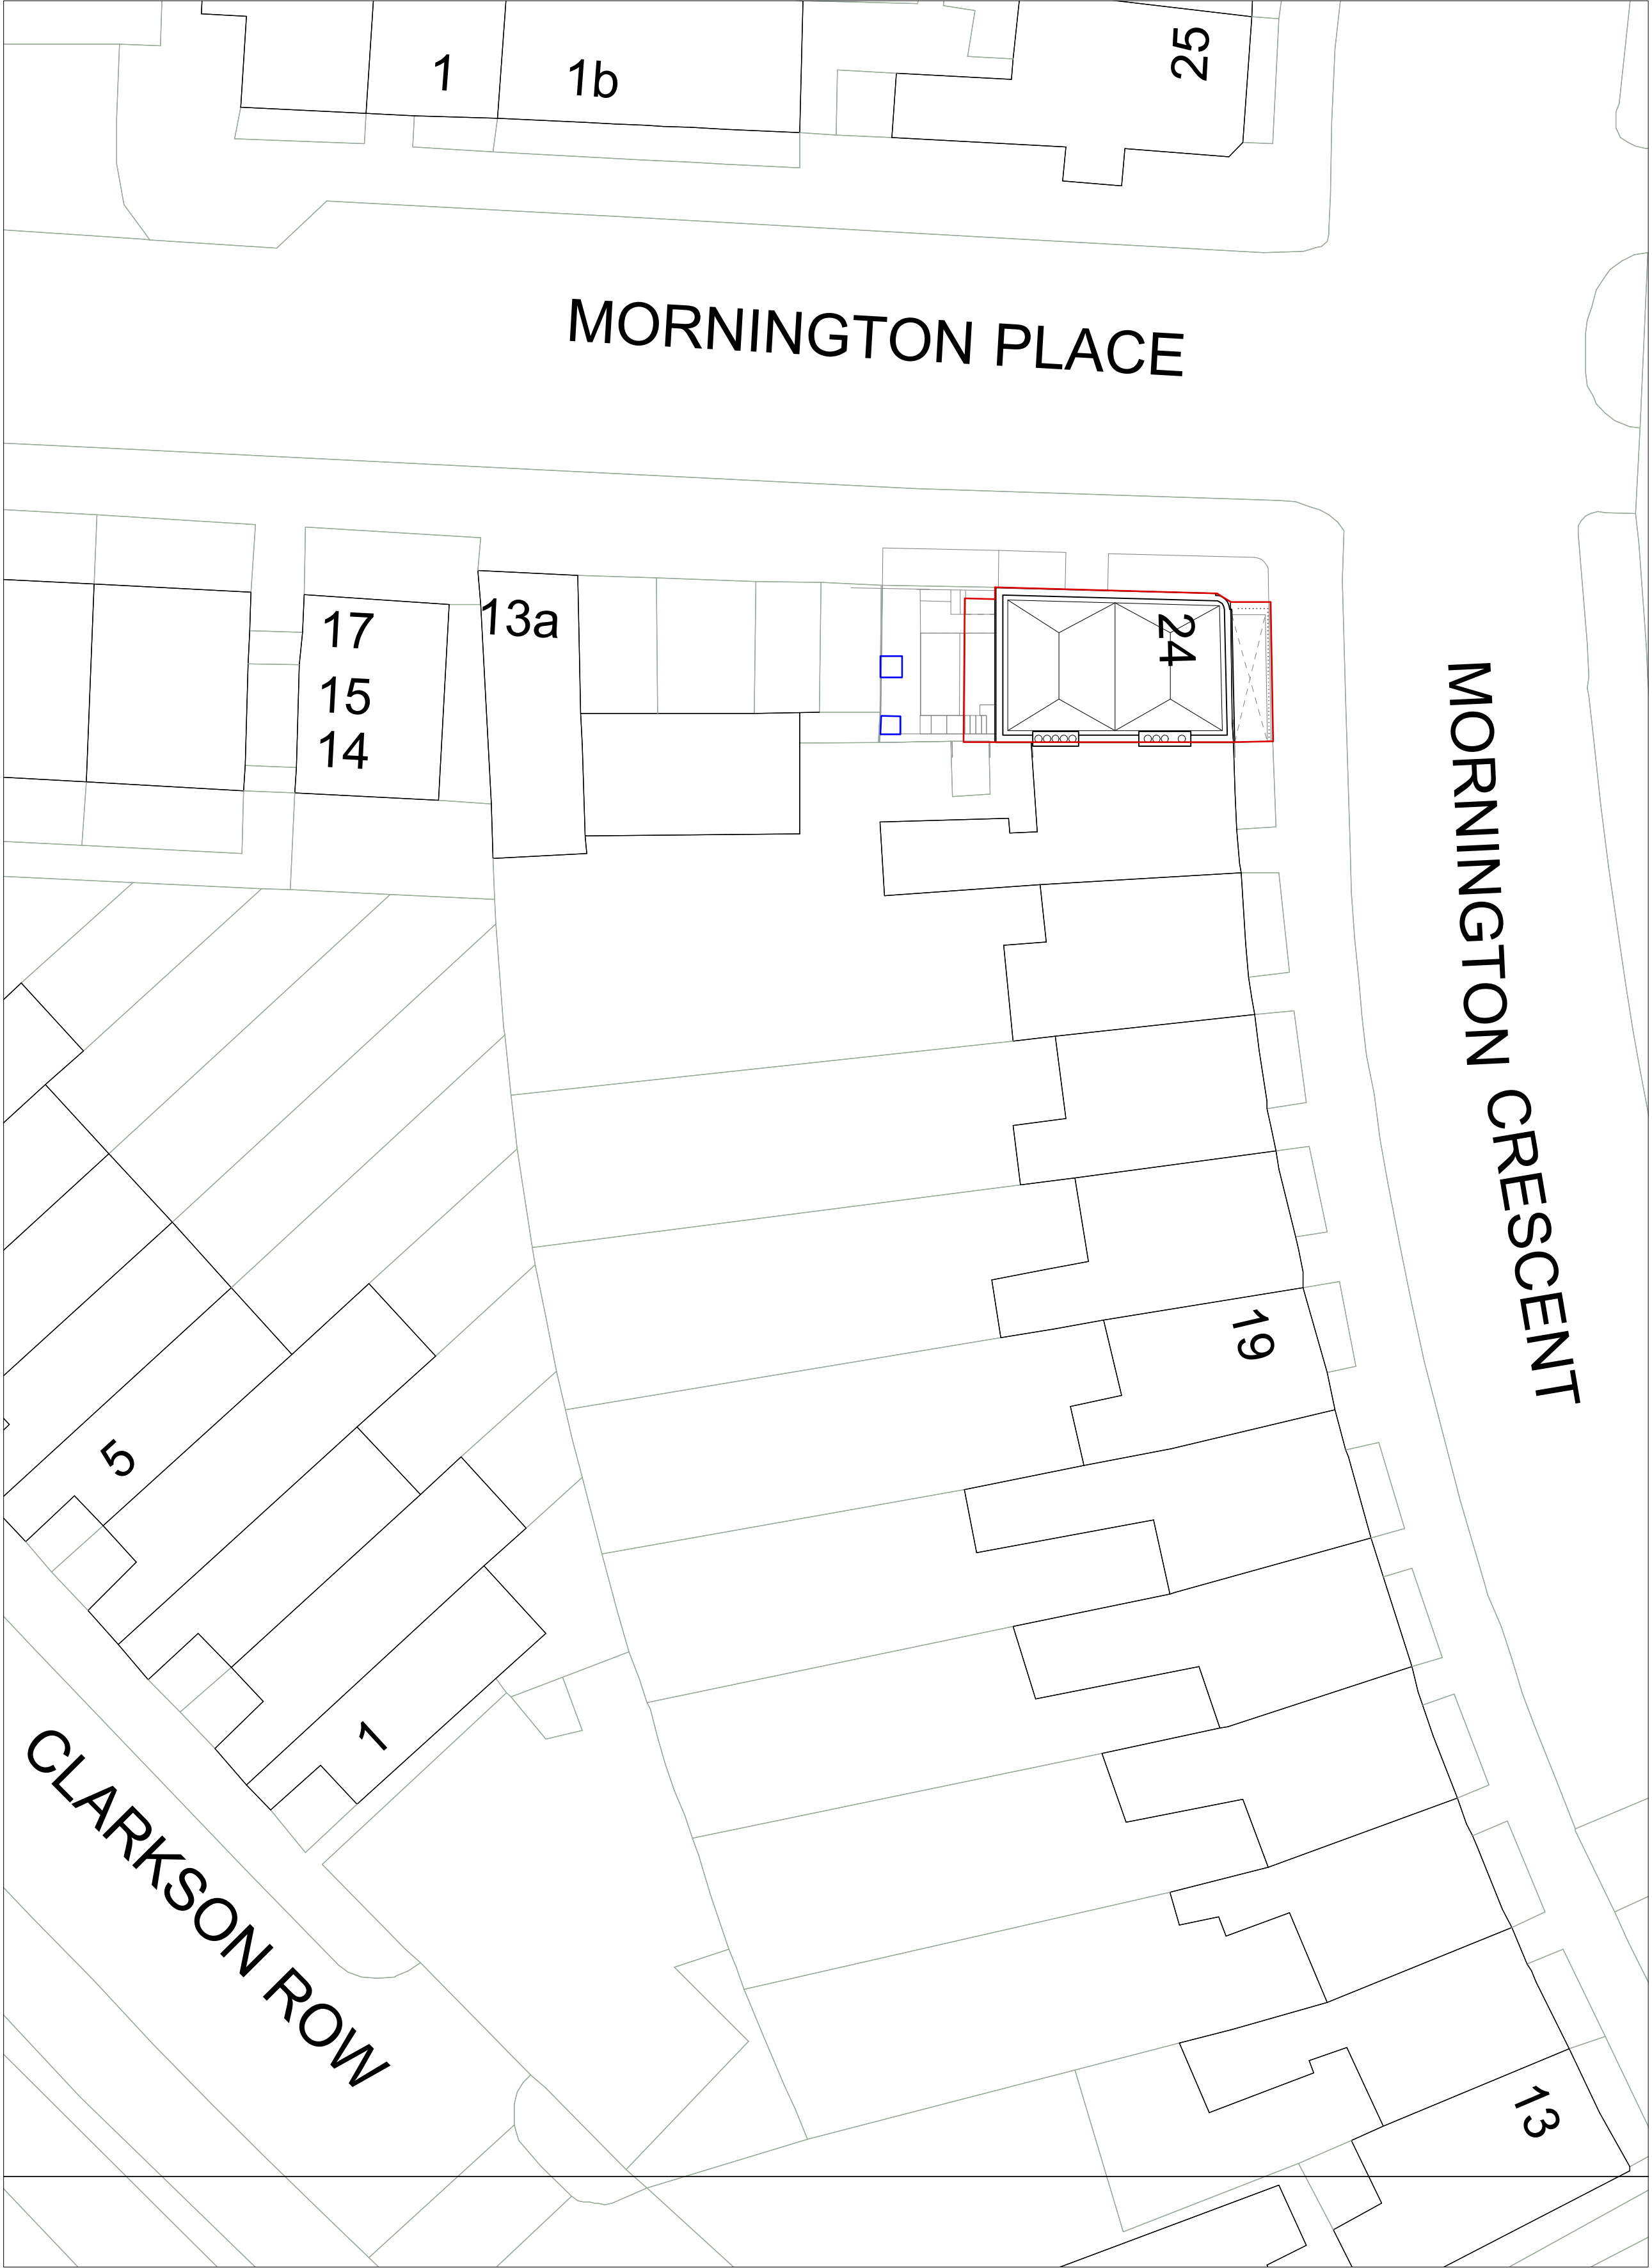 1
1b
25
MORNINGTON PLACE
17
15
14
13a
24
MORNINGTON CRESCENT
19
5
1
CLARKSON ROW
13